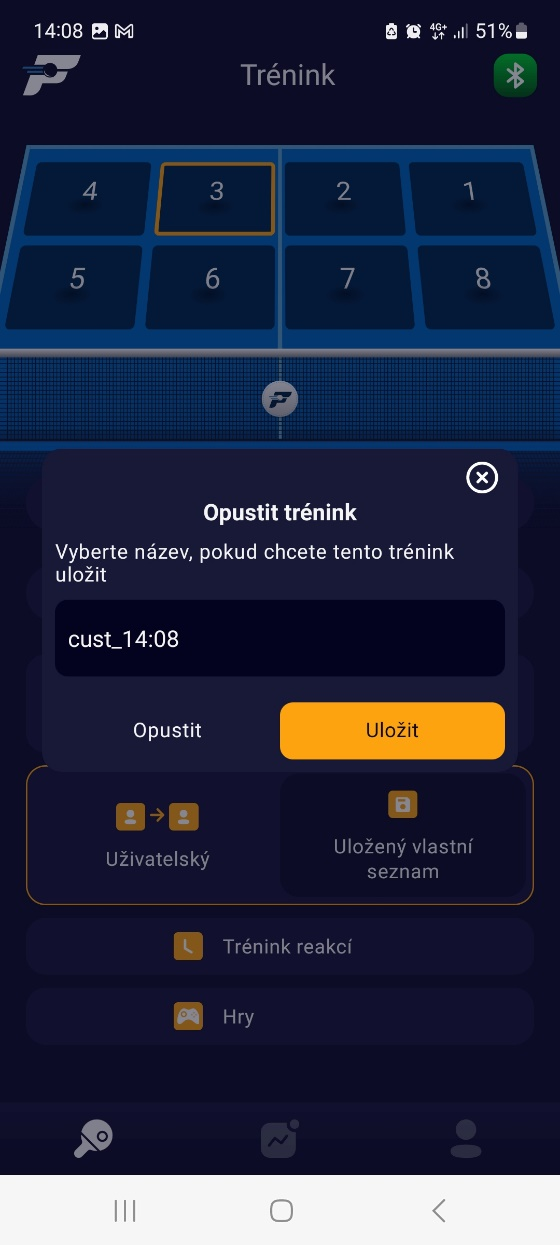 14:08 4G+ 51%
Trénink
4 3 2 1
5 6 7 8
Opustit trénink
Vyberte název, pokud chcete tento trénink
uložit
cust_14:08
Opustit Uložit
Uživatelský
Uložený vlastní
seznam
Trénink reakcí
Hry